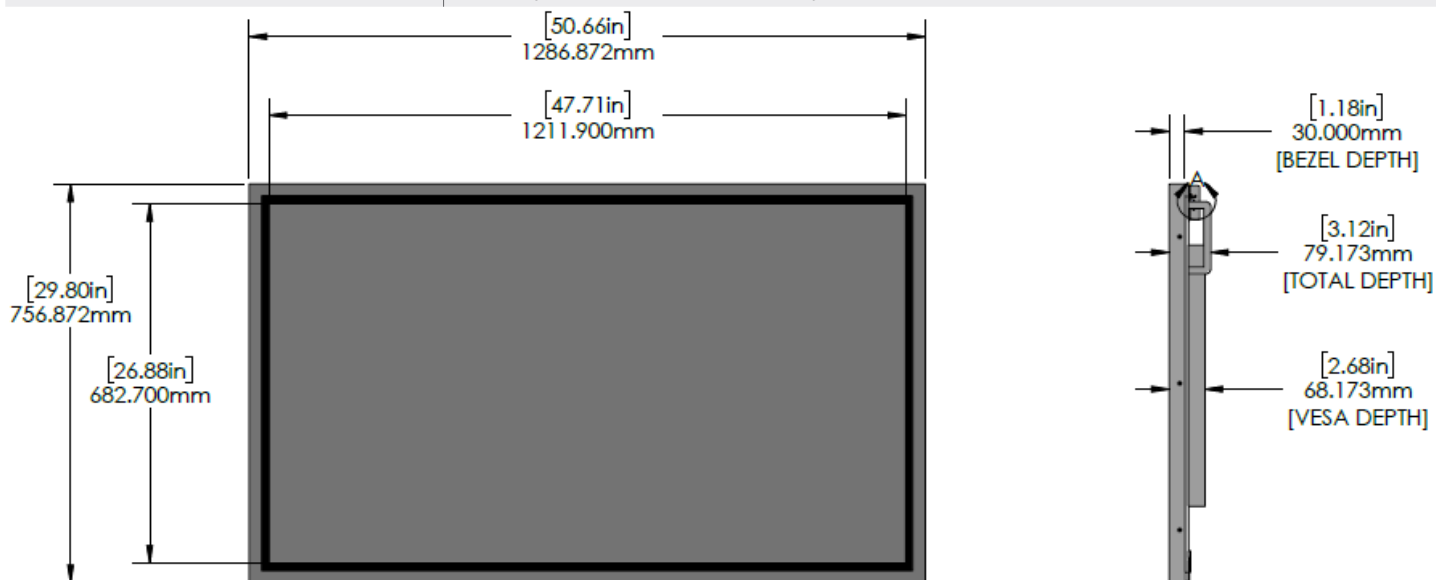 [50.66in]
1286.872mm
[47.71in]
1211.900mm
[1.18in]
30.000mm
[BEZEL DEPTH]
A
[3.12in]
79.173mm
[TOTAL DEPTH]
[29.80in]
756.872mm
[26.88in]
682.700mm
[2.68in]
68.173mm
[VESA DEPTH]